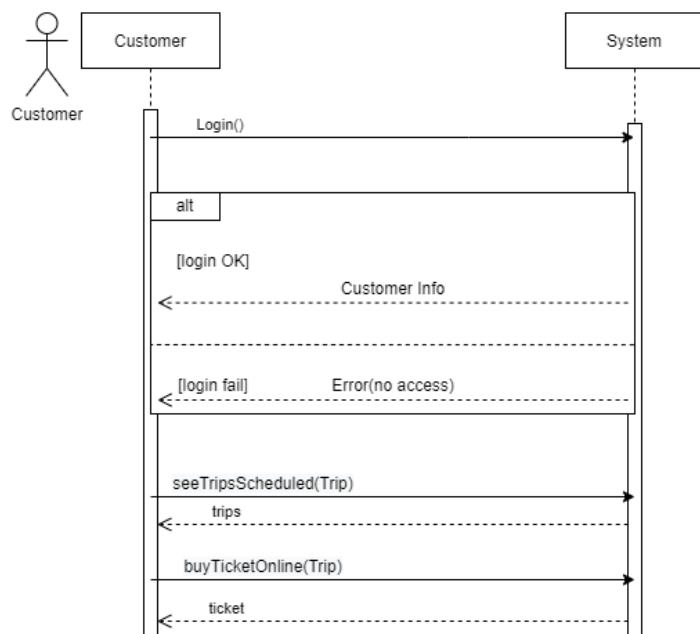 Customer
System
Customer
Login()
alt
[login OK]
Customer Info
[login fail]
Error(no access)
seeTripsScheduled(Trip)
trips
buyTicketOnline(Trip)
ticket